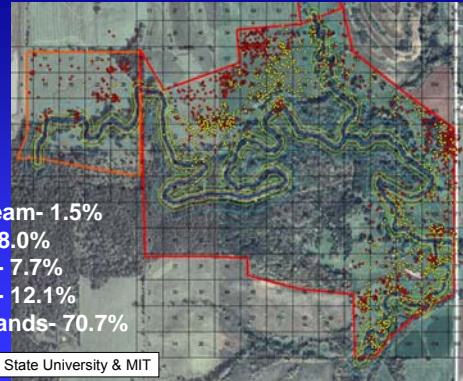 eam- 1.5%
8.0%
- 7.7%
- 12.1%
ands- 70.7%
State University & MIT